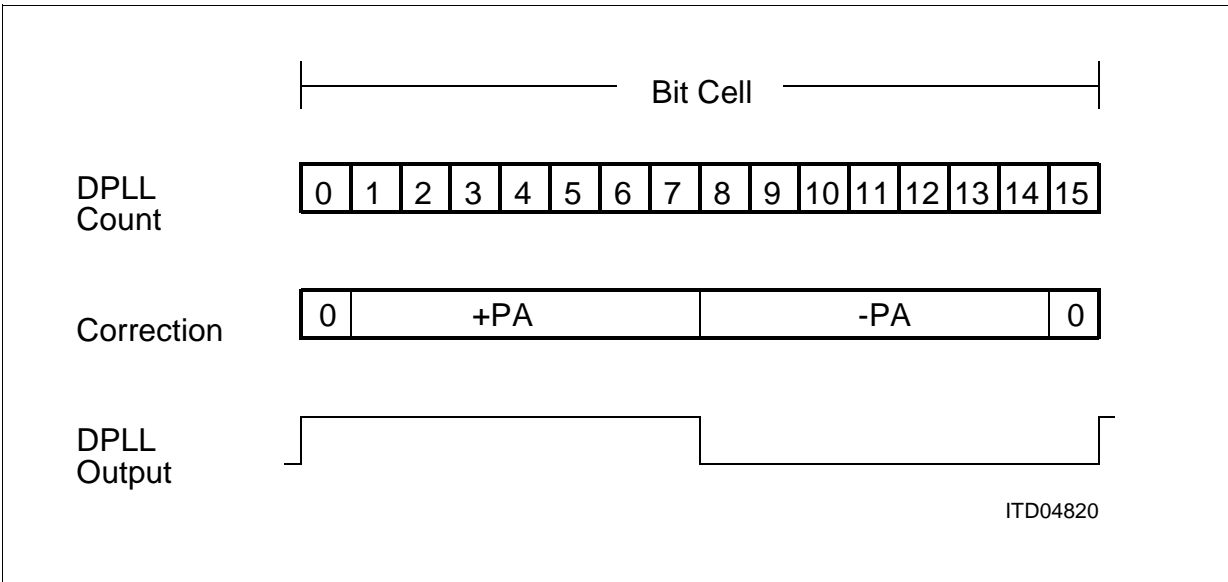 Bit Cell
DPLL
Count
0 1 2 3 4 5 6 7 8 9 10 11 12 13 14 15
Correction
0 +PA -PA 0
DPLL
Output
ITD04820